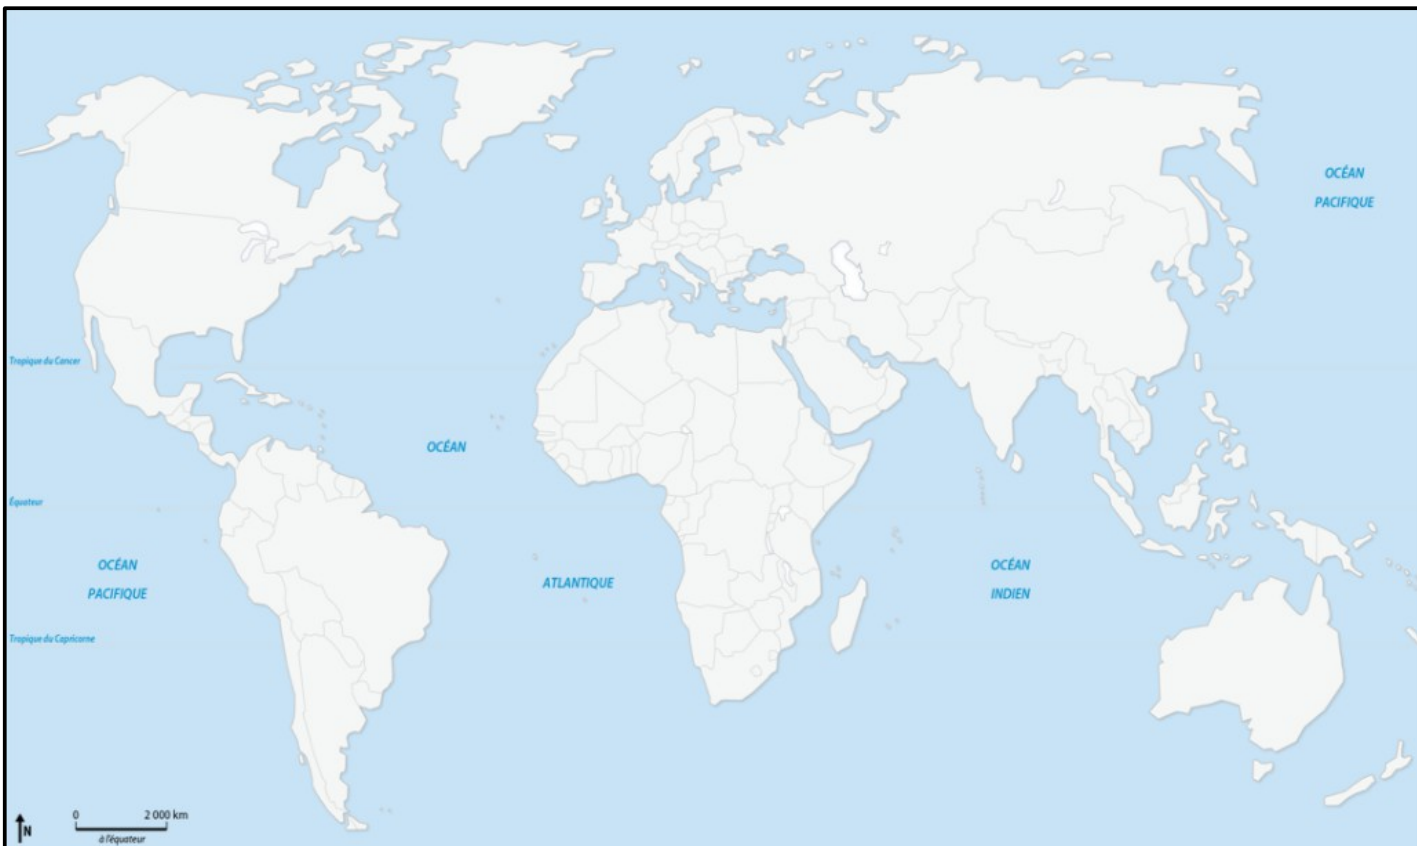 OCÉAN
PACIFIQUE
Tropique du Cancer
OCÉAN
Équateur
OCÉAN
PACIFIQUE
ATLANTIQUE
OCÉAN
INDIEN
Tropique du Capricorne
0 2 000 km
à l'équateur
N